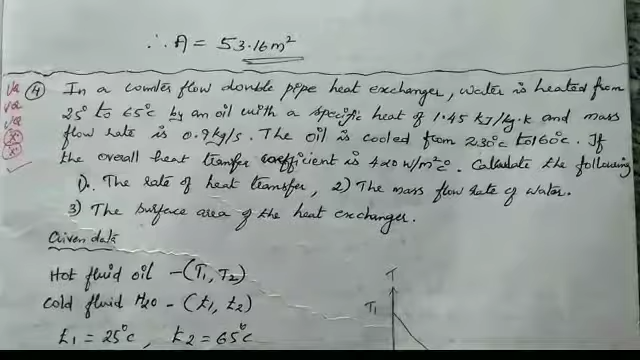 ∴ A = 53.16 m²
④ In a counter flow double pipe heat exchanger, water is heated from
25° to 65°c by an oil with a specific heat of 1.45 KJ/kg.k and mass
flow rate is 0.9 kg/s. The oil is cooled from 230°c to 160°c. If
the overall heat tranfer coefficient is 420 W/m²°c. Calculate the following
1). The rate of heat transfer, 2) The mass flow rate of water.
3) The surface area of the heat exchanger.
Given data
Hot fluid oil - (T₁, T₂)
T
Cold fluid H₂O - (t₁, t₂)
T₁
t₁ = 25°c, t₂ = 65°c